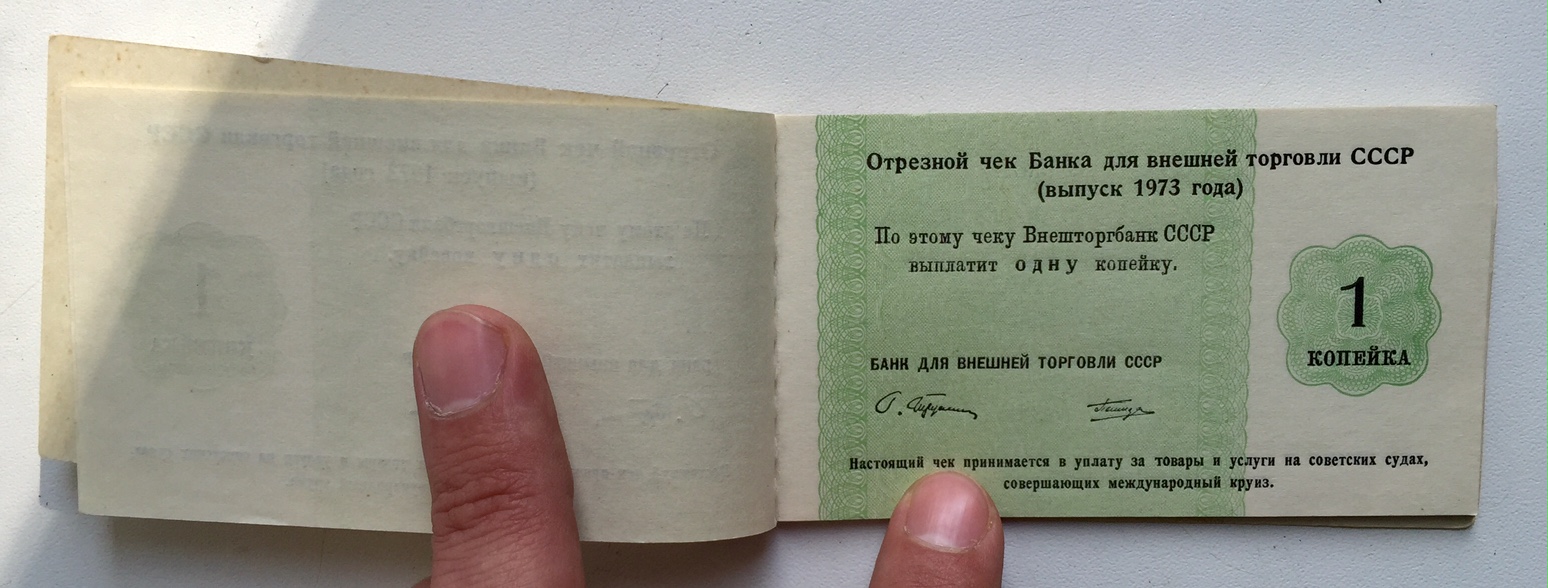 Отрезной чек Банка для внешней торговли СССР
(выпуск 1973 года)
По этому чеку Внешторгбанк СССР
выплатит одну копейку.
1
КОПЕЙКА
БАНК ДЛЯ ВНЕШНЕЙ ТОРГОВЛИ СССР
Настоящий чек принимается в уплату за товары и услуги на советских судах,
совершающих международный круиз.